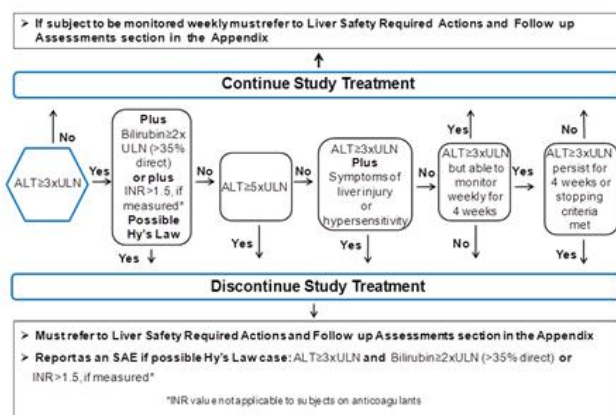 ➢ If subject to be monitored weekly must refer to Liver Safety Required Actions and Follow up
Assessments section in the Appendix
Continue Study Treatment
No
Yes
No
ALT≥3xULN
Yes
Plus
Bilirubin≥2x
ULN (>35%
direct)
or plus
INR>1.5, if
measured*
Possible
Hy's Law
No
ALT≥5xULN
No
ALT≥3xULN
Plus
Symptoms of
liver injury
or
hypersensitivity
No
ALT≥3xULN
but able to
monitor
weekly for
4 weeks
Yes
ALT≥3xULN
persist for
4 weeks or
stopping
criteria
met
Yes
Yes
Yes
No
Yes
Discontinue Study Treatment
➢ Must refer to Liver Safety Required Actions and Follow up Assessments section in the Appendix
➢ Report as an SAE if possible Hy's Law case: ALT≥3xULN and Bilirubin≥2xULN (>35% direct) or
INR>1.5, if measured*
*INR value not applicable to subjects on anticoagulants